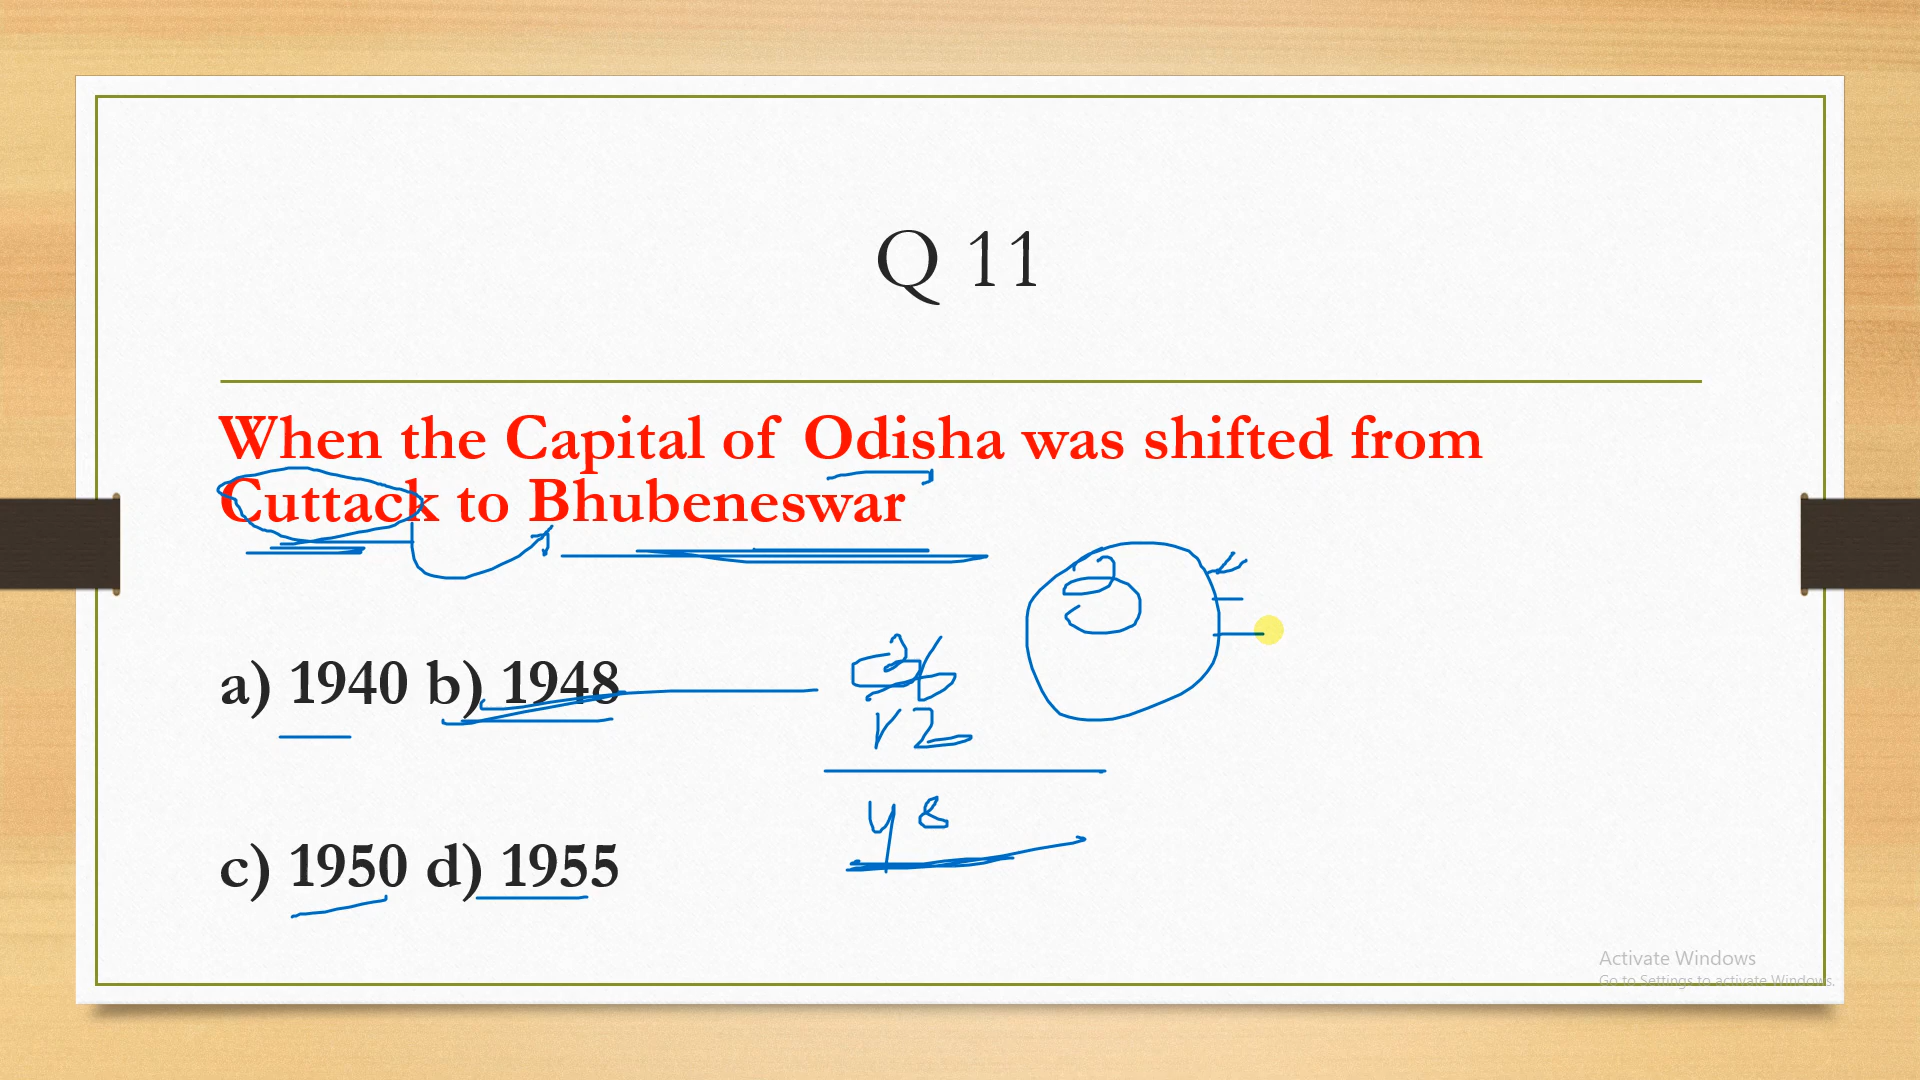 Q 11
When the Capital of Odisha was shifted from
Cuttack to Bhubeneswar
a) 1940 b) 1948
c) 1950 d) 1955
36
12
48
Activate Windows
Go to Settings to activate Windows.